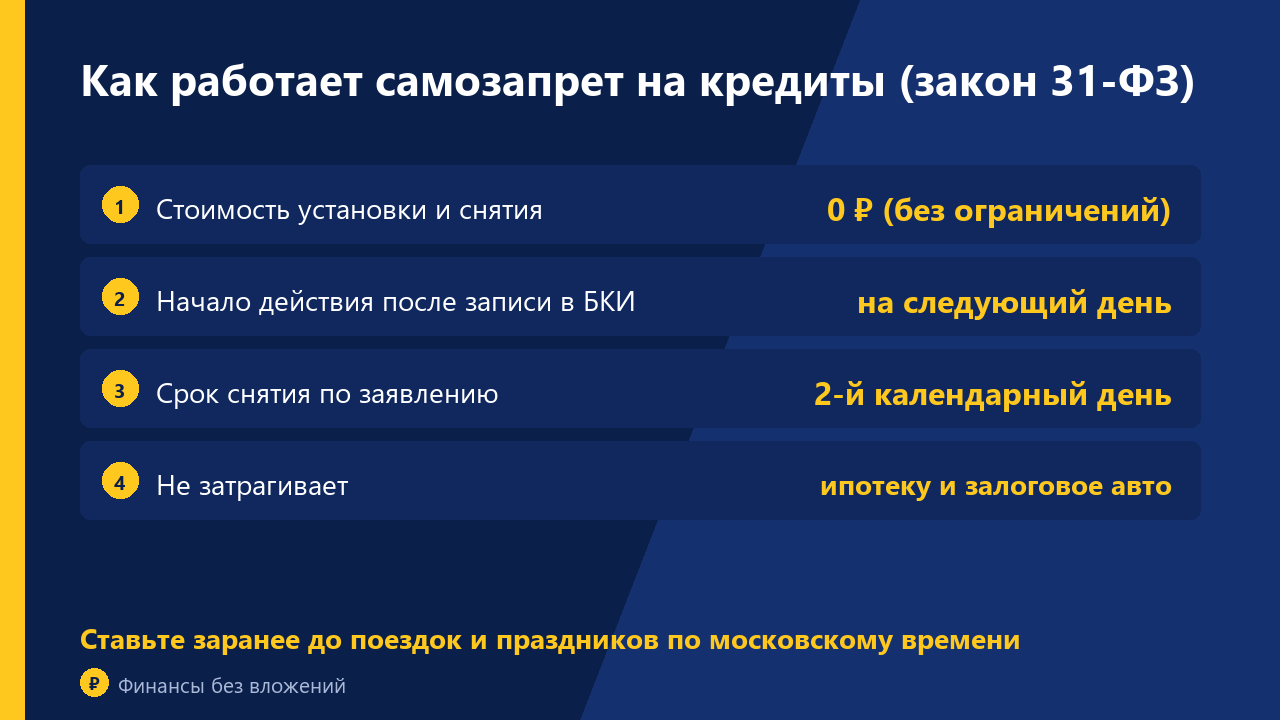 Как работает самозапрет на кредиты (закон 31-ФЗ)
1 Стоимость установки и снятия 0 ₽ (без ограничений)
2 Начало действия после записи в БКИ на следующий день
3 Срок снятия по заявлению 2-й календарный день
4 Не затрагивает ипотеку и залоговое авто
Ставьте заранее до поездок и праздников по московскому времени
₽ Финансы без вложений